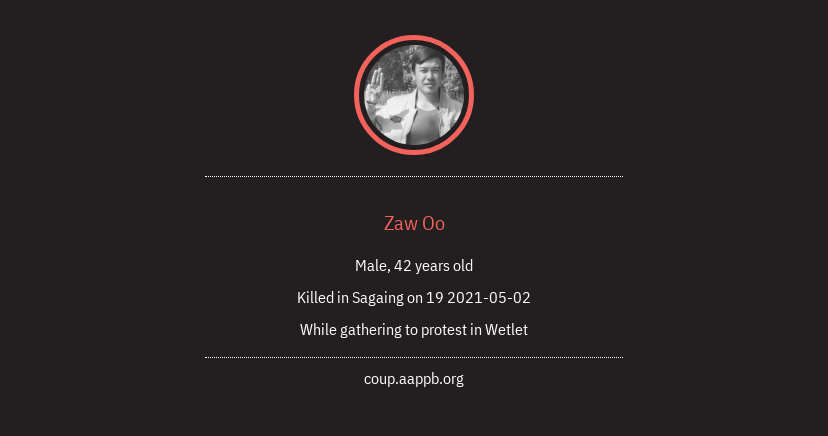 Zaw Oo
Male, 42 years old
Killed in Sagaing on 19 2021-05-02
While gathering to protest in Wetlet
coup.aappb.org